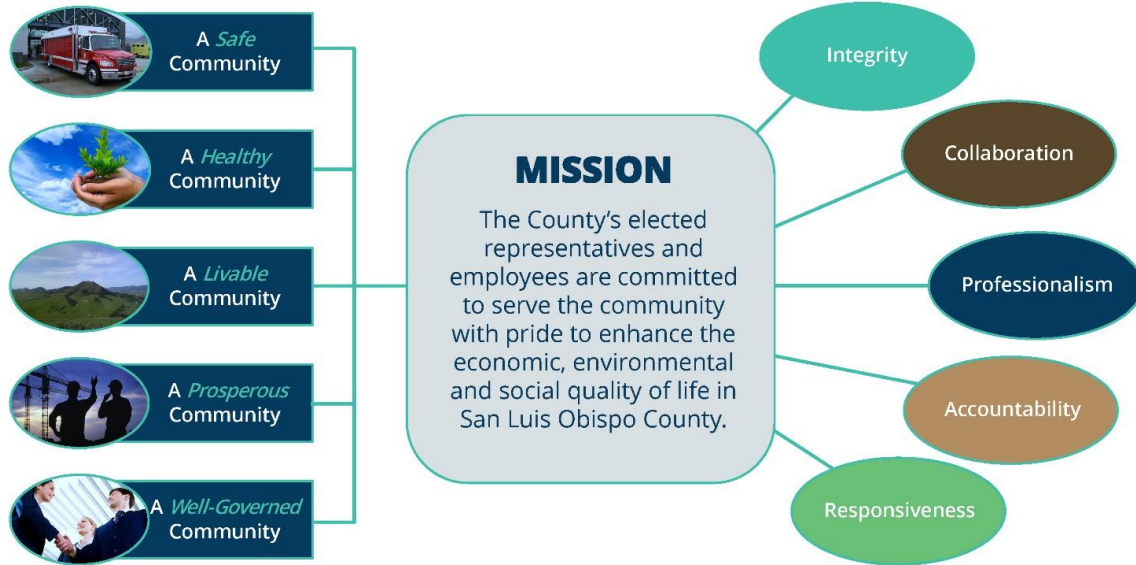 A Safe
Community
A Healthy
Community
A Livable
Community
A Prosperous
Community
A Well-Governed
Community
MISSION
The County’s elected
representatives and
employees are committed
to serve the community
with pride to enhance the
economic, environmental
and social quality of life in
San Luis Obispo County.
Integrity
Collaboration
Professionalism
Accountability
Responsiveness